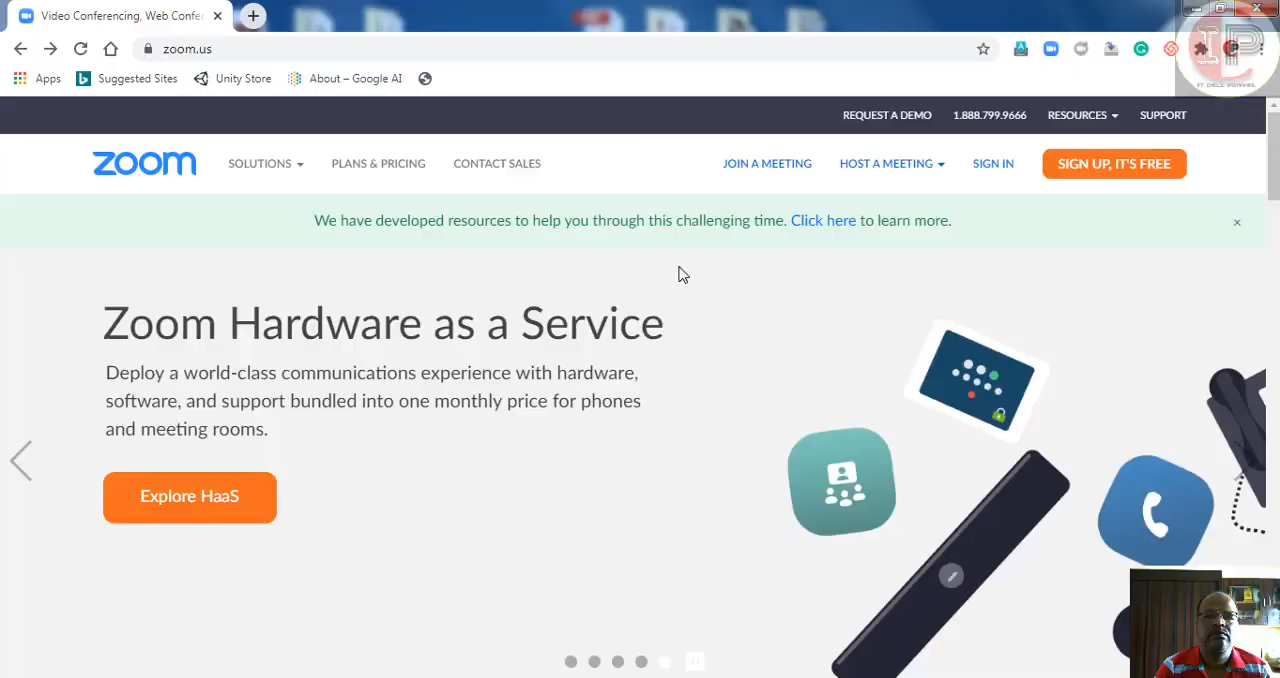 Video Conferencing, Web Confer
zoom.us
Apps
Suggested Sites
Unity Store
About – Google AI
REQUEST A DEMO
1.888.799.9666
RESOURCES
SUPPORT
zoom
SOLUTIONS
PLANS & PRICING
CONTACT SALES
JOIN A MEETING
HOST A MEETING
SIGN IN
SIGN UP, IT'S FREE
We have developed resources to help you through this challenging time. Click here to learn more.
Zoom Hardware as a Service
Deploy a world-class communications experience with hardware,
software, and support bundled into one monthly price for phones
and meeting rooms.
Explore HaaS